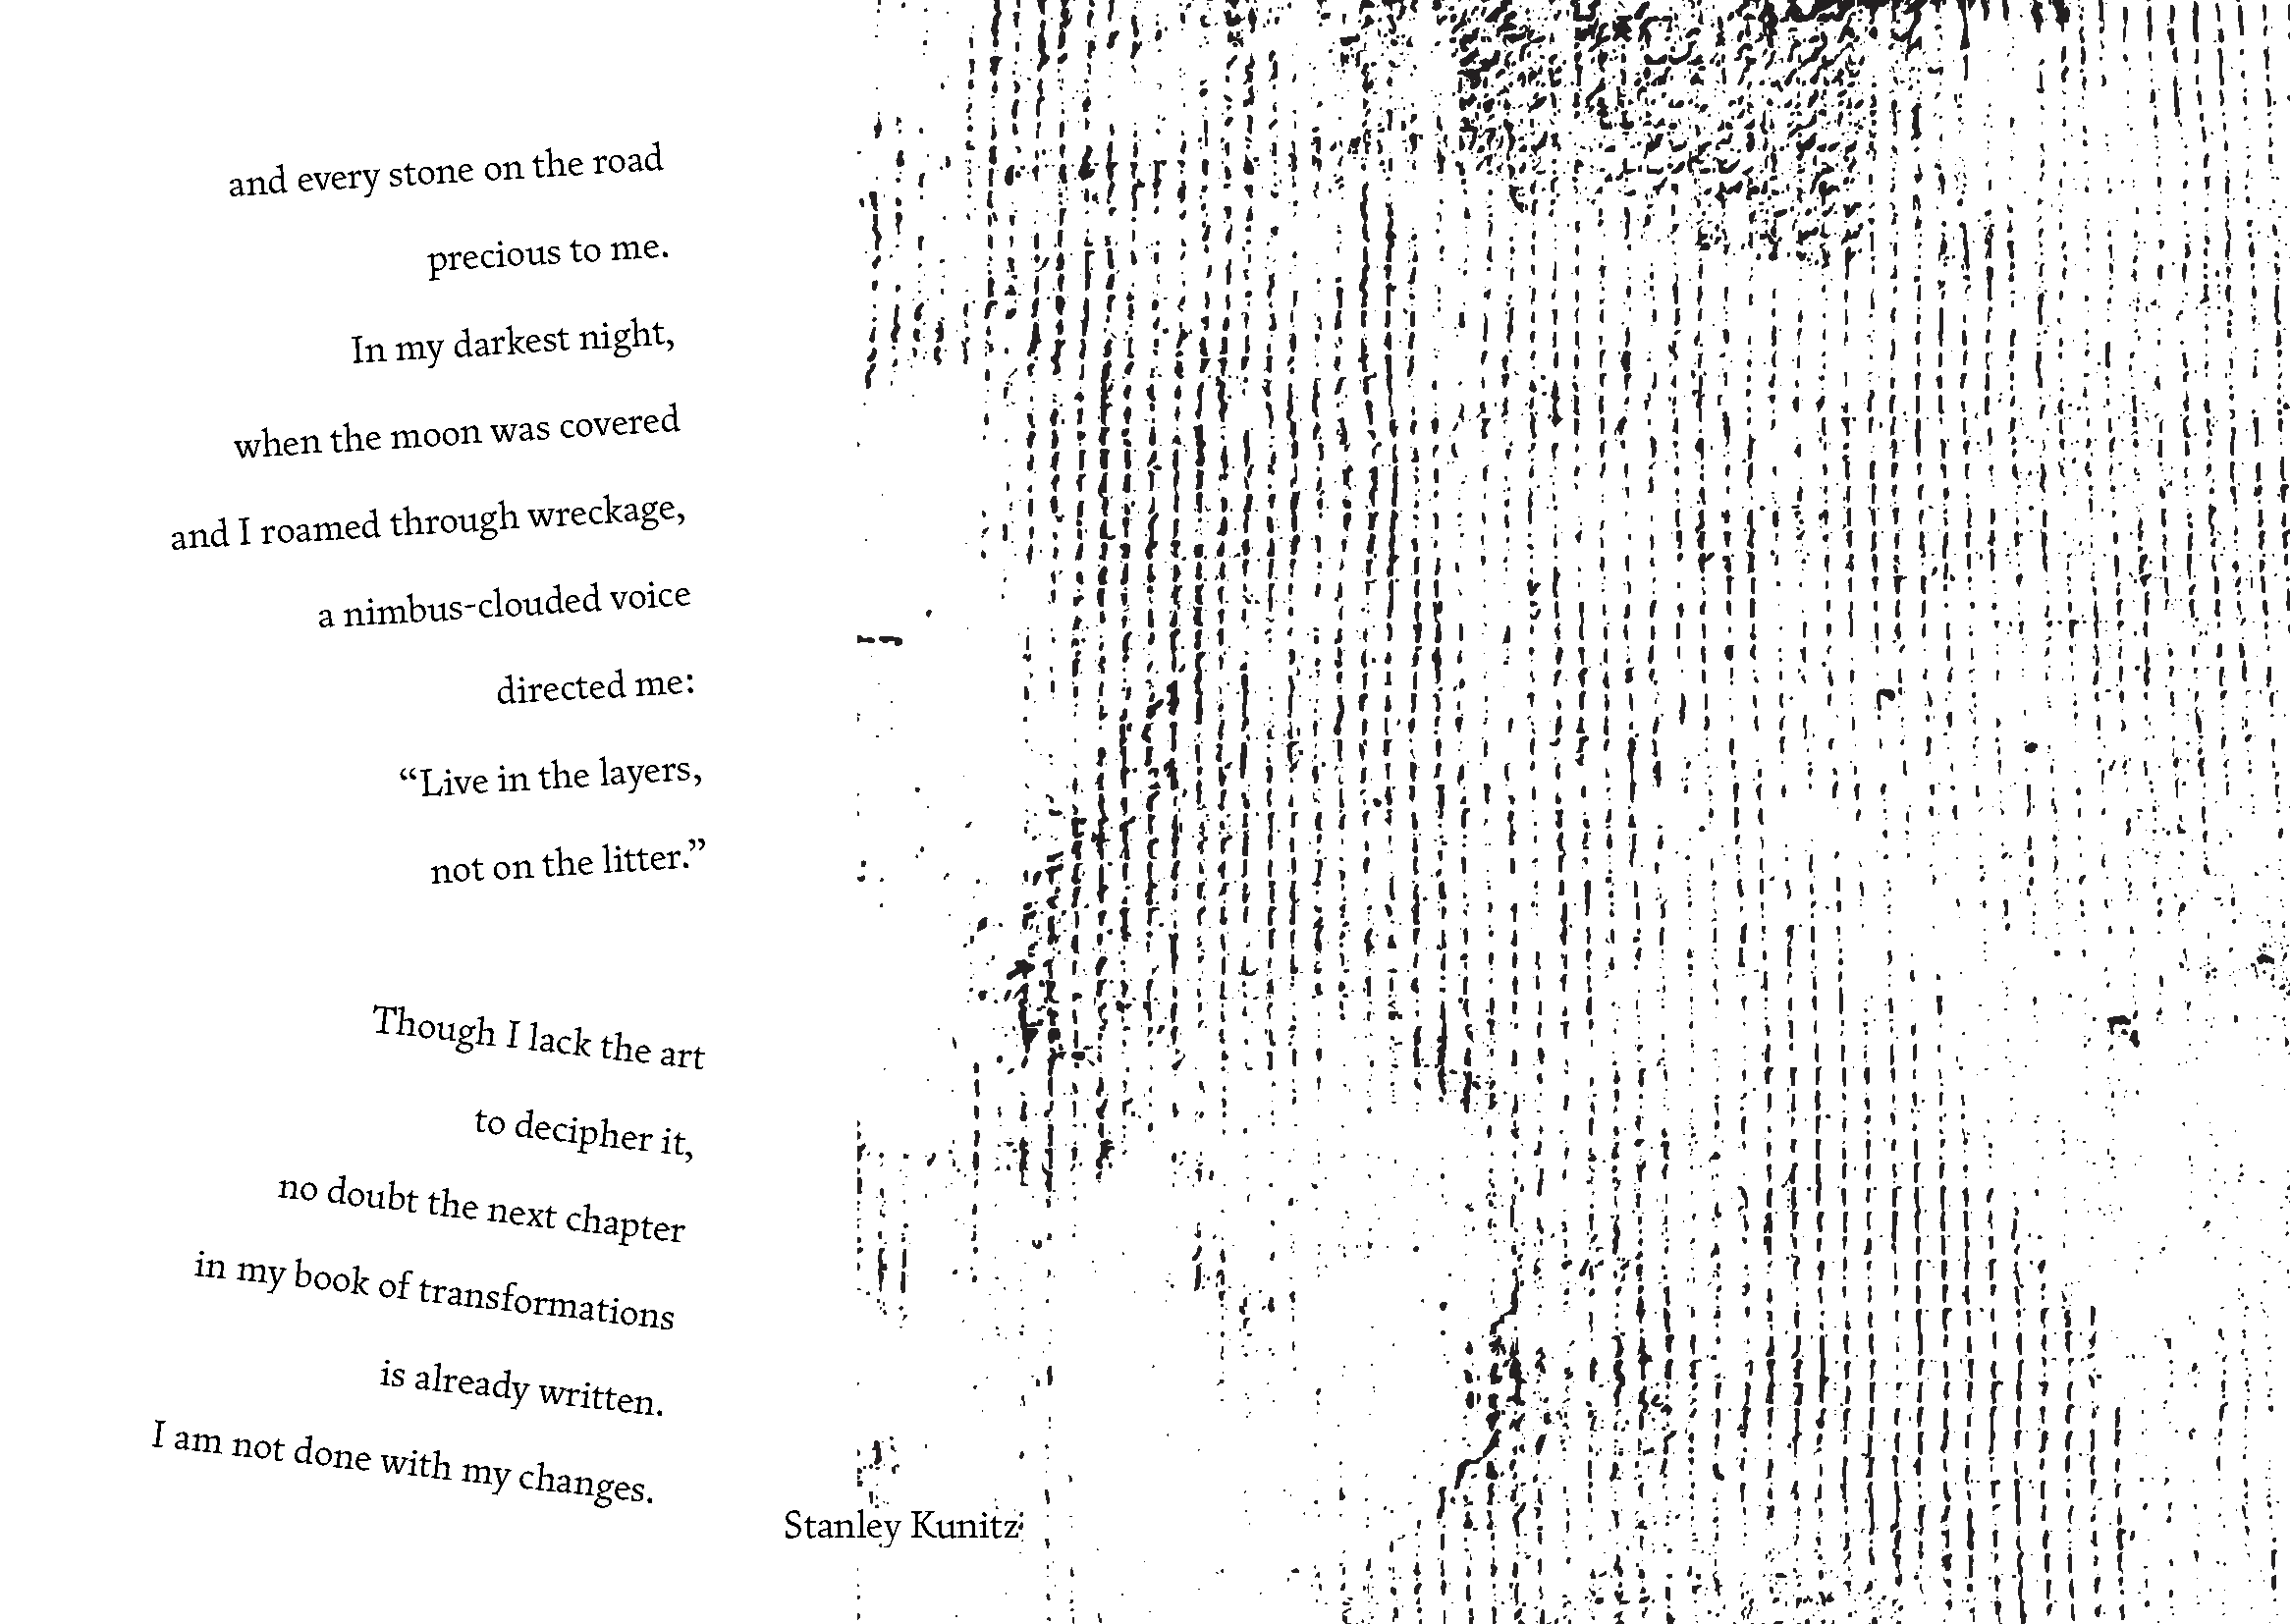 and every stone on the road
precious to me.
In my darkest night,
when the moon was covered
and I roamed through wreckage,
a nimbus-clouded voice
directed me:
“Live in the layers,
not on the litter.”
Though I lack the art
to decipher it,
no doubt the next chapter
in my book of transformations
is already written.
I am not done with my changes.
Stanley Kunitz